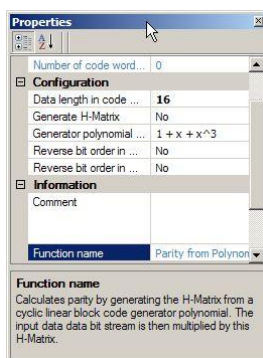 Properties
Number of code word... 0
Configuration
Data length in code ... 16
Generate H-Matrix No
Generator polynomial ... 1 + x + x^3
Reverse bit order in ... No
Reverse bit order in ... No
Information
Comment
Function name Parity from Polynon
Function name
Calculates parity by generating the H-Matrix from a
cyclic linear block code generator polynomial. The
input data data bit stream is then multiplied by this
H-Matrix.